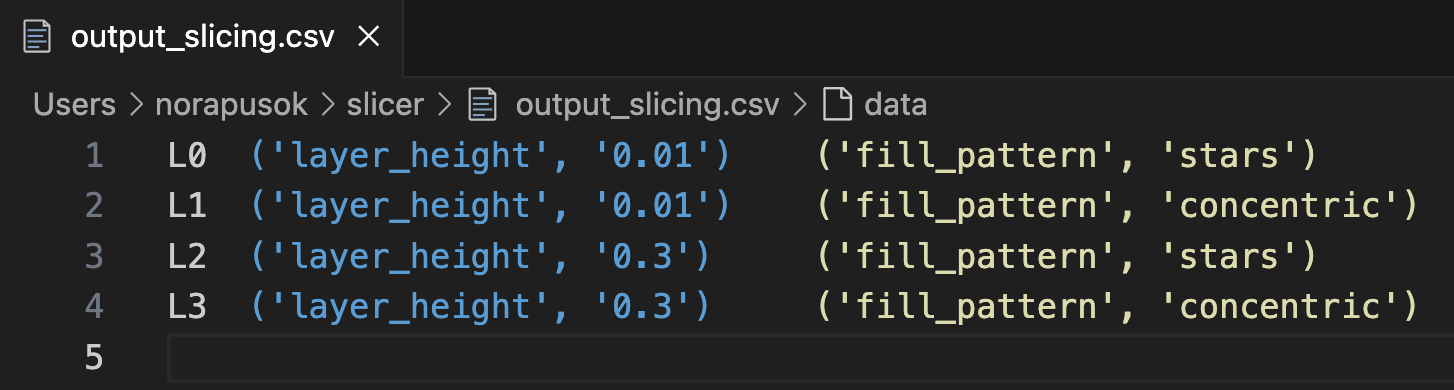 output_slicing.csv ×
Users > norapusok > slicer > output_slicing.csv > data
1 L0 ('layer_height', '0.01') ('fill_pattern', 'stars')
2 L1 ('layer_height', '0.01') ('fill_pattern', 'concentric')
3 L2 ('layer_height', '0.3') ('fill_pattern', 'stars')
4 L3 ('layer_height', '0.3') ('fill_pattern', 'concentric')
5